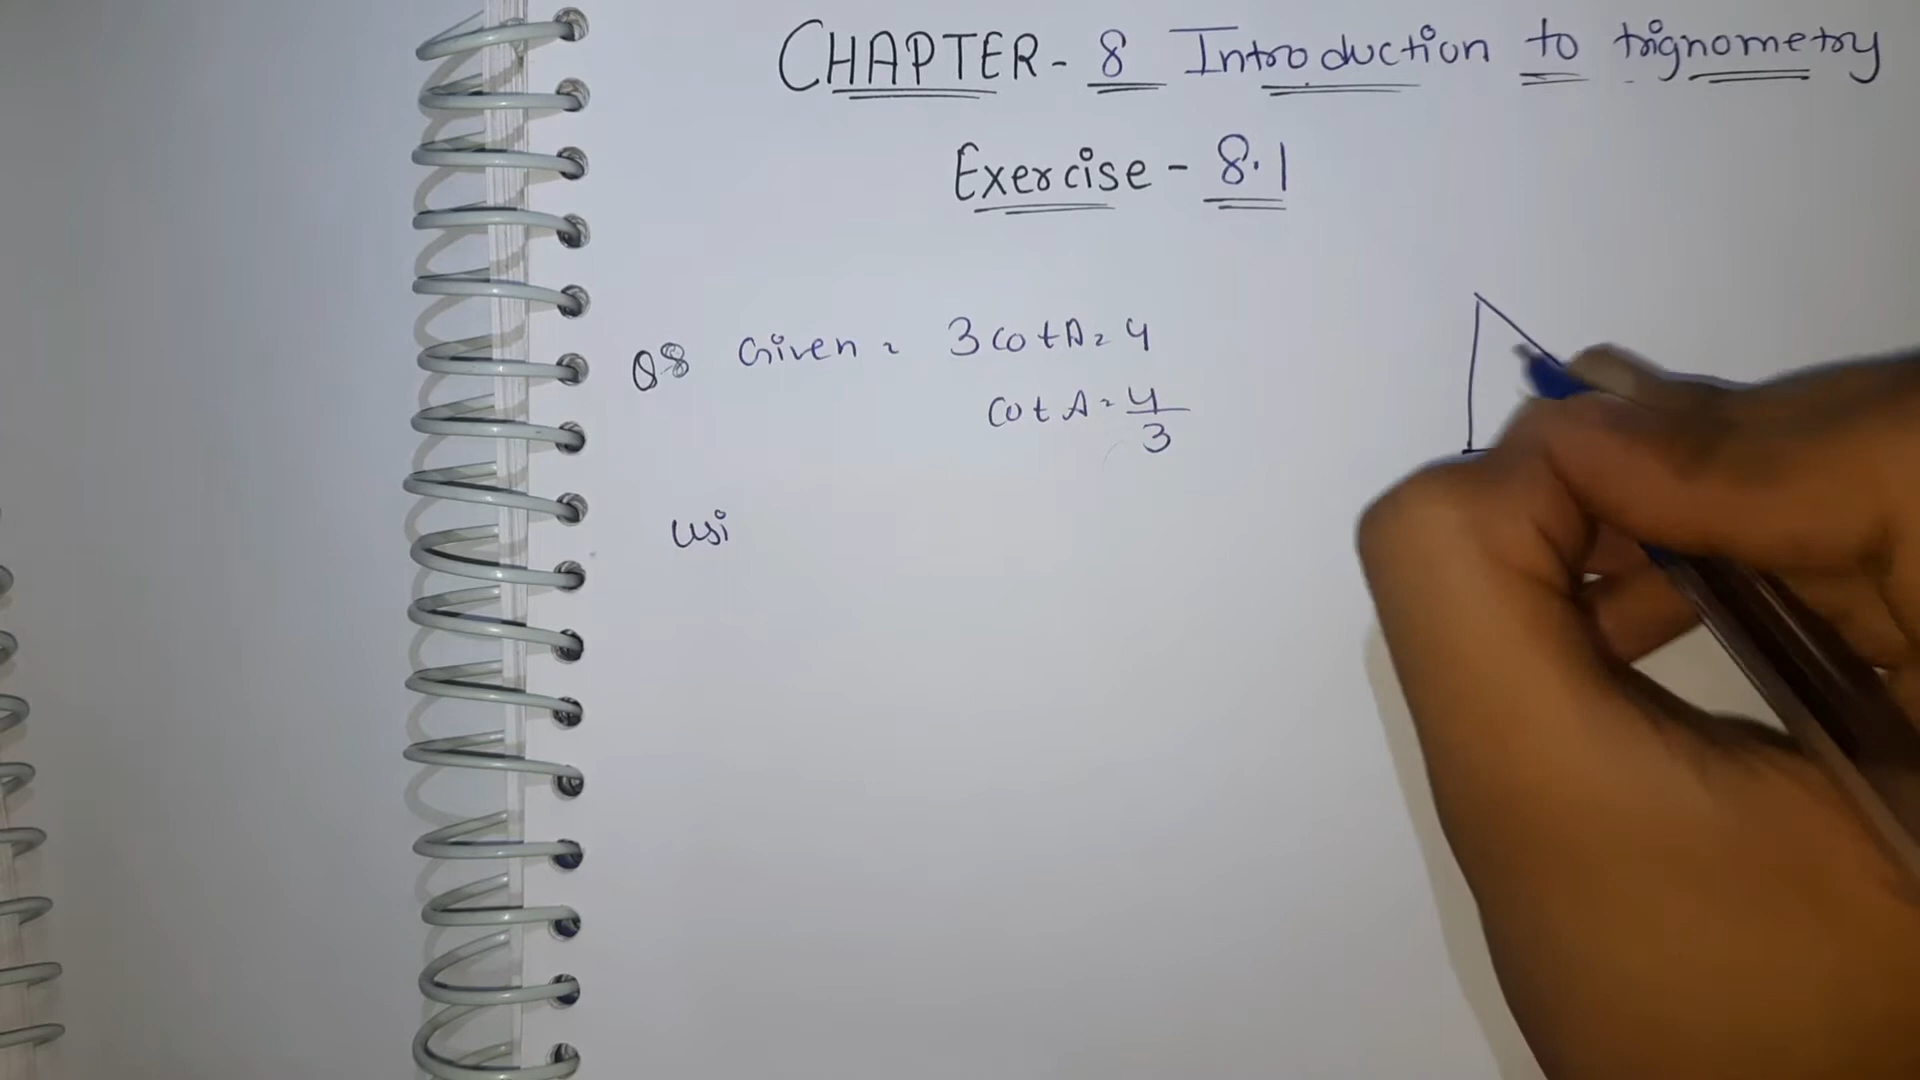 CHAPTER - 8 Introduction to trignometry
Exercise - 8.1
Q8 Given = 3 cot A = 4
cot A = 4/3
usi